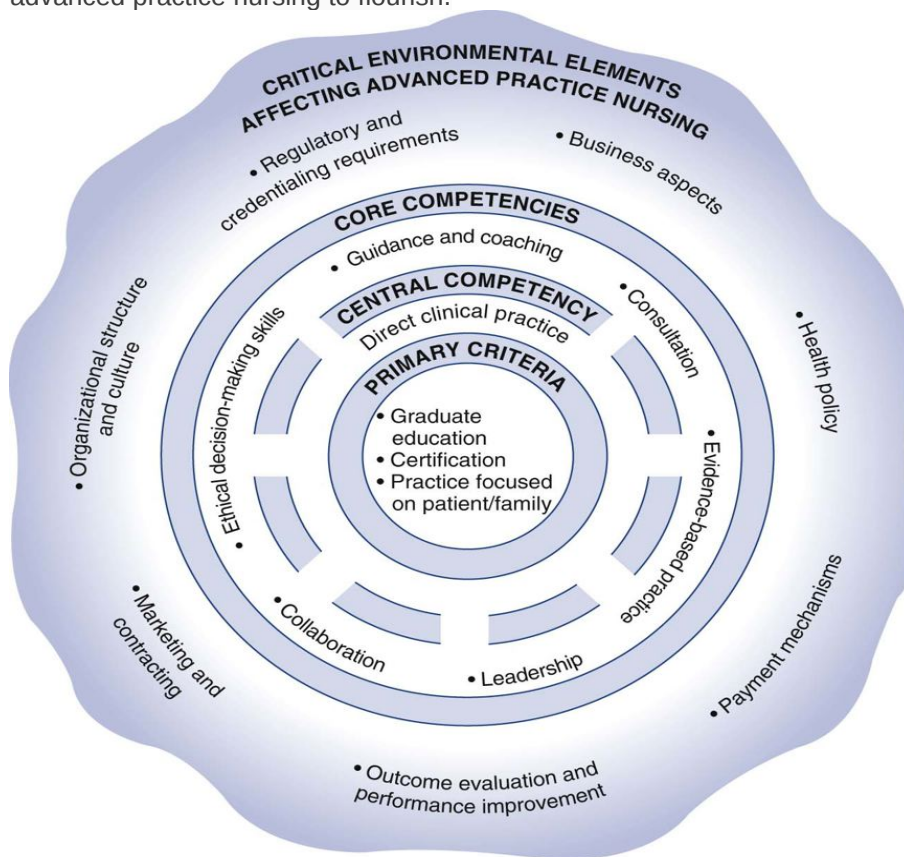 advanced practice nursing to flourish.
CRITICAL ENVIRONMENTAL ELEMENTS
AFFECTING ADVANCED PRACTICE NURSING
• Regulatory and
credentialing requirements
• Business aspects
• Health policy
• Payment mechanisms
• Outcome evaluation and
performance improvement
• Marketing and
contracting
• Organizational structure
and culture
CORE COMPETENCIES
• Guidance and coaching
• Consultation
• Evidence-based practice
• Leadership
• Collaboration
• Ethical decision-making skills
CENTRAL COMPETENCY
Direct clinical practice
PRIMARY CRITERIA
• Graduate
education
• Certification
• Practice focused
on patient/family